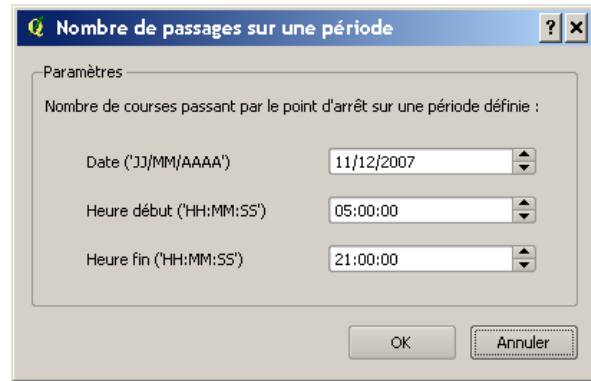 Nombre de passages sur une période
Paramètres
Nombre de courses passant par le point d'arrêt sur une période définie :
Date ('JJ/MM/AAAA') 11/12/2007
Heure début ('HH:MM:SS') 05:00:00
Heure fin ('HH:MM:SS') 21:00:00
OK Annuler